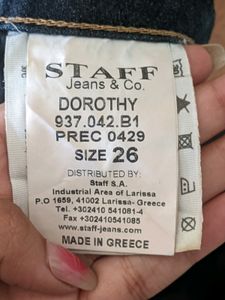 STAFF
Jeans & Co.
DOROTHY
937.042.B1
PREC 0429
SIZE 26
DISTRIBUTED BY:
Staff S.A.
Industrial Area of Larissa
P.O 1659, 41002 Larissa- Greece
Tel. +302410 541081-4
Fax +302410541085
www.staff-jeans.com
MADE IN GREECE